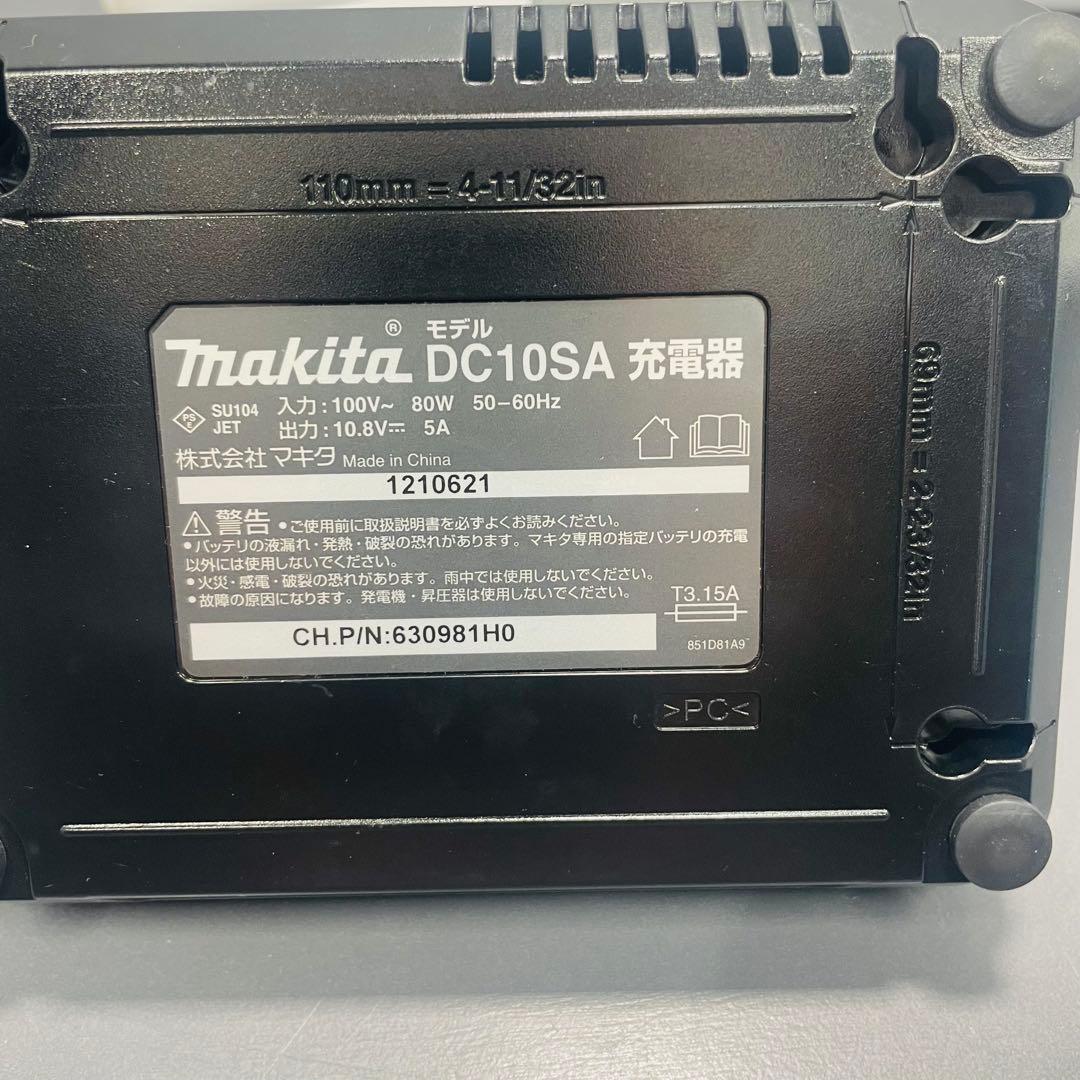 110mm = 4-11/32in
69mm = 2-23/32in
makita® モデル DC10SA 充電器
PS E SU104 JET
入力:100V~ 80W 50-60Hz
出力:10.8V⎓ 5A
株式会社マキタ Made in China
1210621
警告 •ご使用前に取扱説明書を必ずよくお読みください。
•バッテリの液漏れ・発熱・破裂の恐れがあります。マキタ専用の指定バッテリの充電
以外には使用しないでください。
•火災・感電・破裂の恐れがあります。雨中では使用しないでください。
•故障の原因になります。発電機・昇圧器は使用しないでください。
T3.15A
CH.P/N:630981H0
851D81A9
>PC<